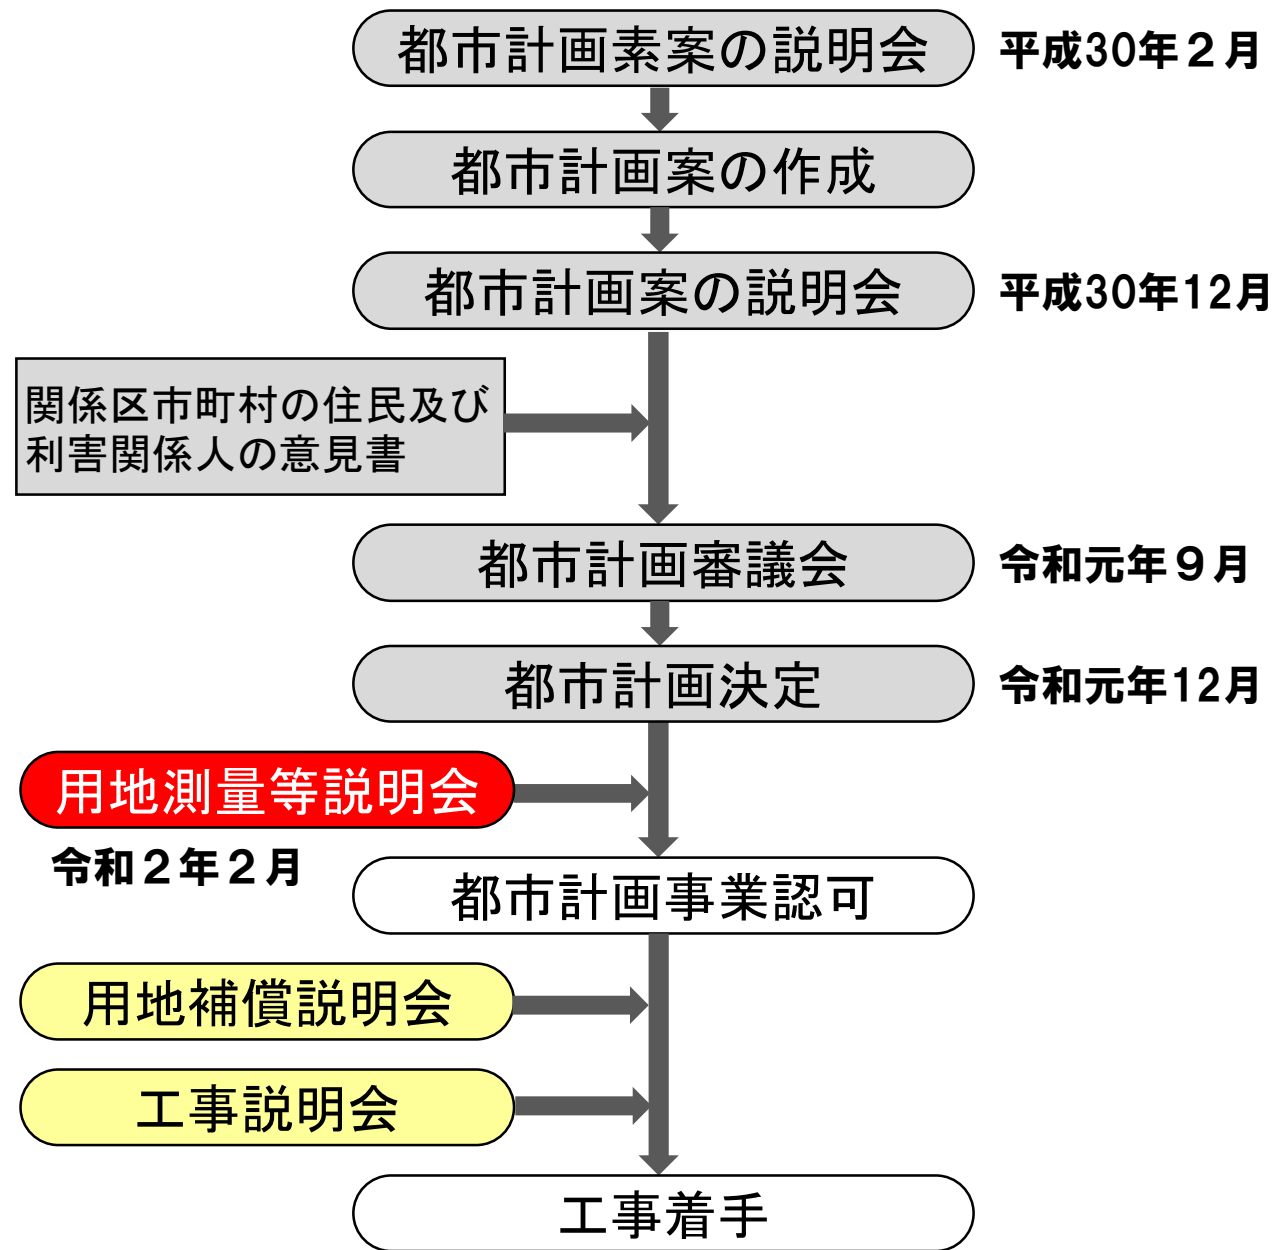 都市計画素案の説明会
平成30年２月
都市計画案の作成
都市計画案の説明会
平成30年12月
関係区市町村の住民及び
利害関係人の意見書
都市計画審議会
令和元年９月
都市計画決定
令和元年12月
用地測量等説明会
令和２年２月
都市計画事業認可
用地補償説明会
工事説明会
工事着手